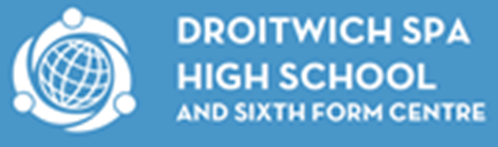 DROITWICH SPA
HIGH SCHOOL
AND SIXTH FORM CENTRE